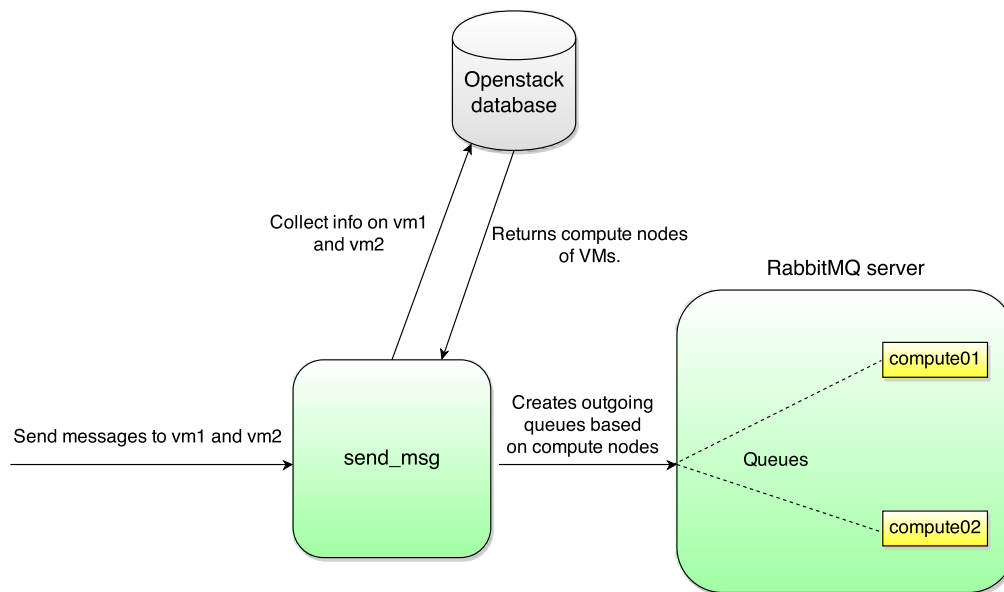 Openstack
database
Collect info on vm1
and vm2
Returns compute nodes
of VMs.
RabbitMQ server
compute01
Creates outgoing
queues based
on compute nodes
Send messages to vm1 and vm2
send_msg
Queues
compute02